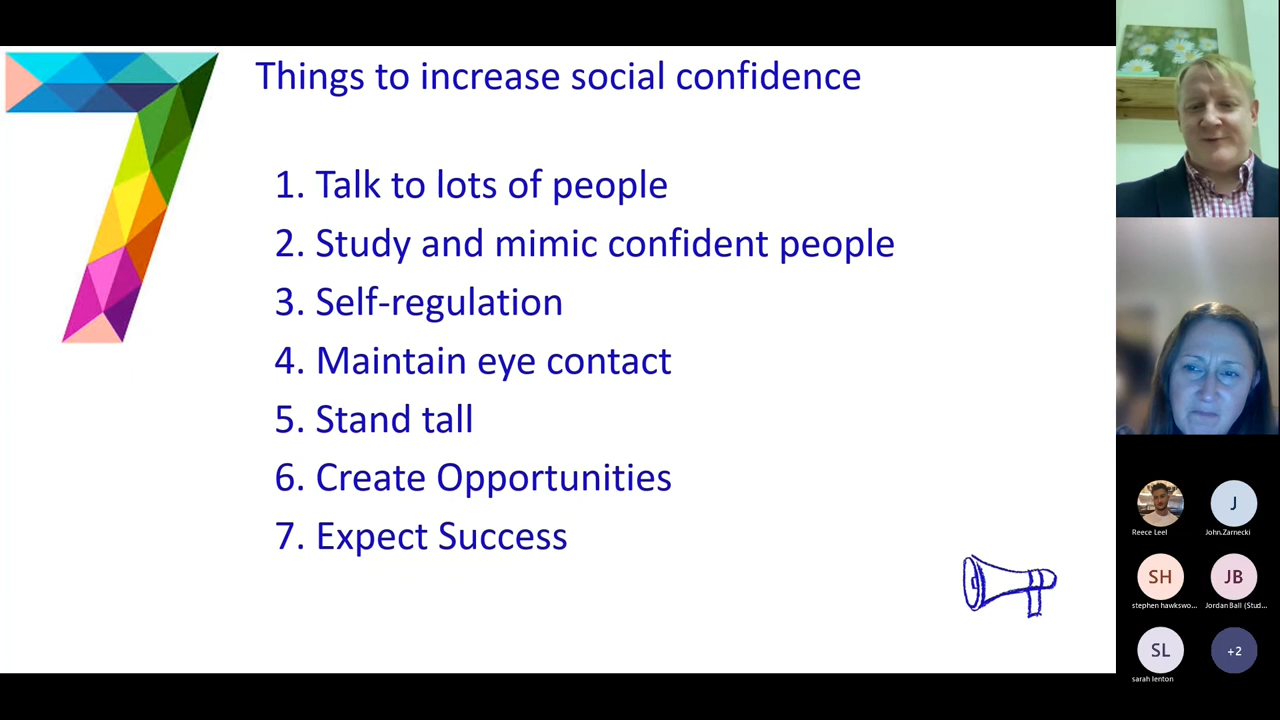 7
Things to increase social confidence
1. Talk to lots of people
2. Study and mimic confident people
3. Self-regulation
4. Maintain eye contact
5. Stand tall
6. Create Opportunities
7. Expect Success
J
Reece Leel
John.Zarnecki
SH
JB
stephen hawkswo...
Jordan Ball (Stud...
SL
+2
sarah lenton